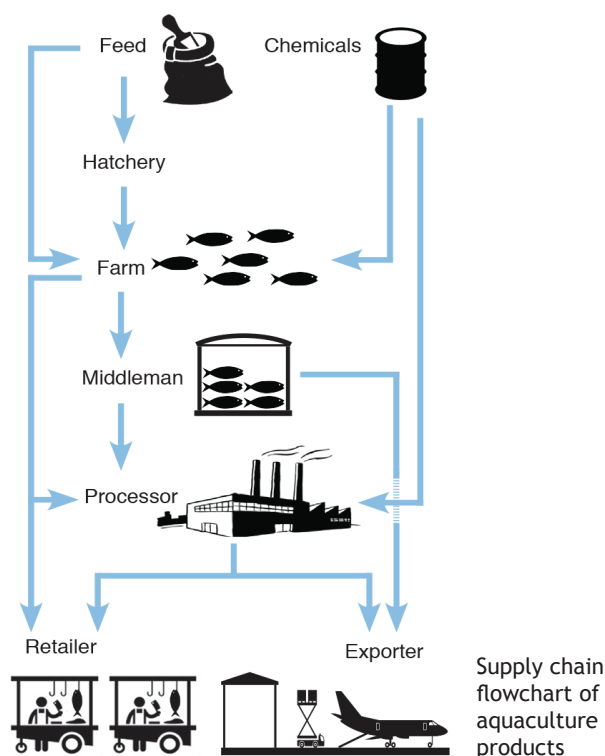 Feed
Chemicals
Hatchery
Farm
Middleman
Processor
Retailer
Exporter
Supply chain
flowchart of
aquaculture
products